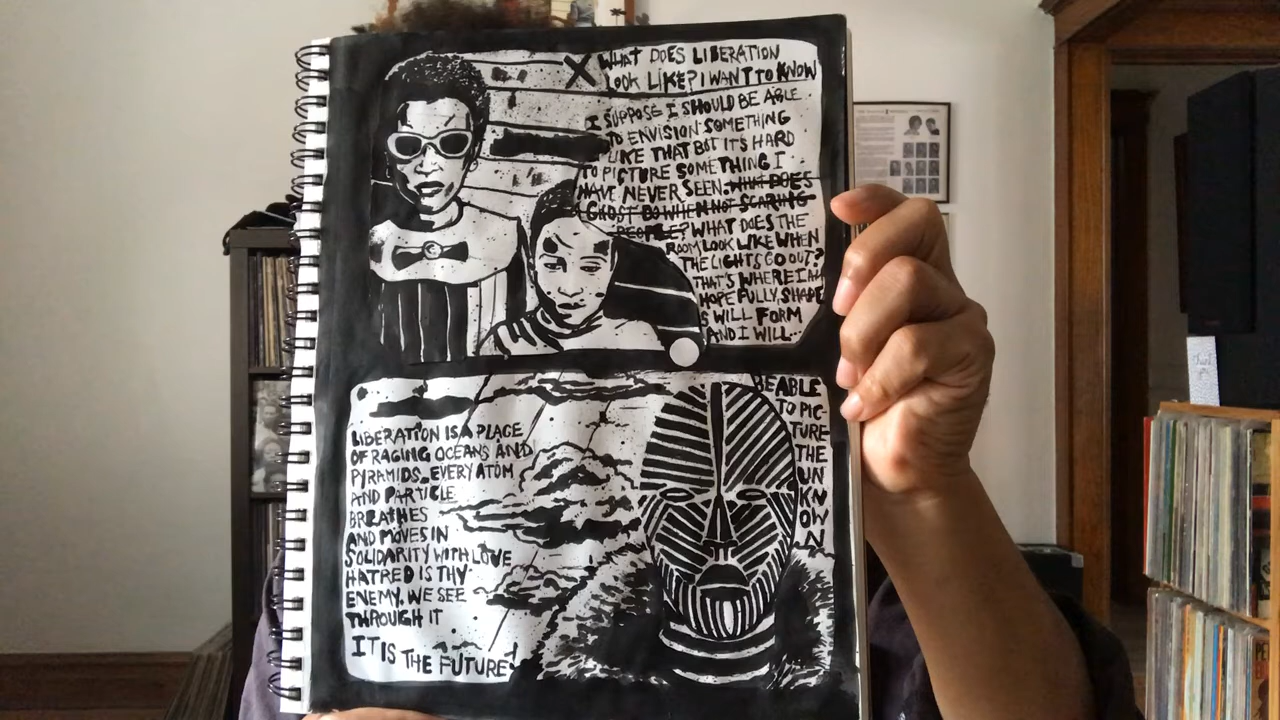 WHAT DOES LIBERATION
LOOK LIKE? I WANT TO KNOW
I SUPPOSE I SHOULD BE ABLE
TO ENVISION SOMETHING
LIKE THAT BUT IT'S HARD
TO PICTURE SOMETHING I
HAVE NEVER SEEN. WHAT DOES
A GHOST DO WHEN NOT SCARING
PEOPLE? WHAT DOES THE
ROOM LOOK LIKE WHEN
THE LIGHTS GO OUT?
THAT'S WHERE I AM
HOPEFULLY, SHAPE
S WILL FORM
AND I WILL...
BE ABLE
TO PIC-
TURE
THE
UN
KN
OW
N
LIBERATION IS A PLACE
OF RAGING OCEANS AND
PYRAMIDS. EVERY ATOM
AND PARTICLE
BREATHES
AND MOVES IN
SOLIDARITY WITH LOVE
HATRED IS THY
ENEMY. WE SEE
THROUGH IT
IT IS THE FUTURE